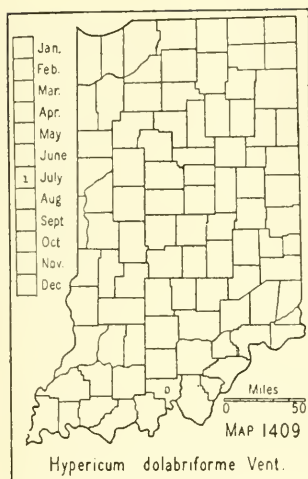 Jan.
Feb.
Mar.
Apr.
May
June
1 July
Aug
Sept
Oct
Nov.
Dec
D
Miles
0 50
MAP 1409
Hypericum dolabriforme Vent.